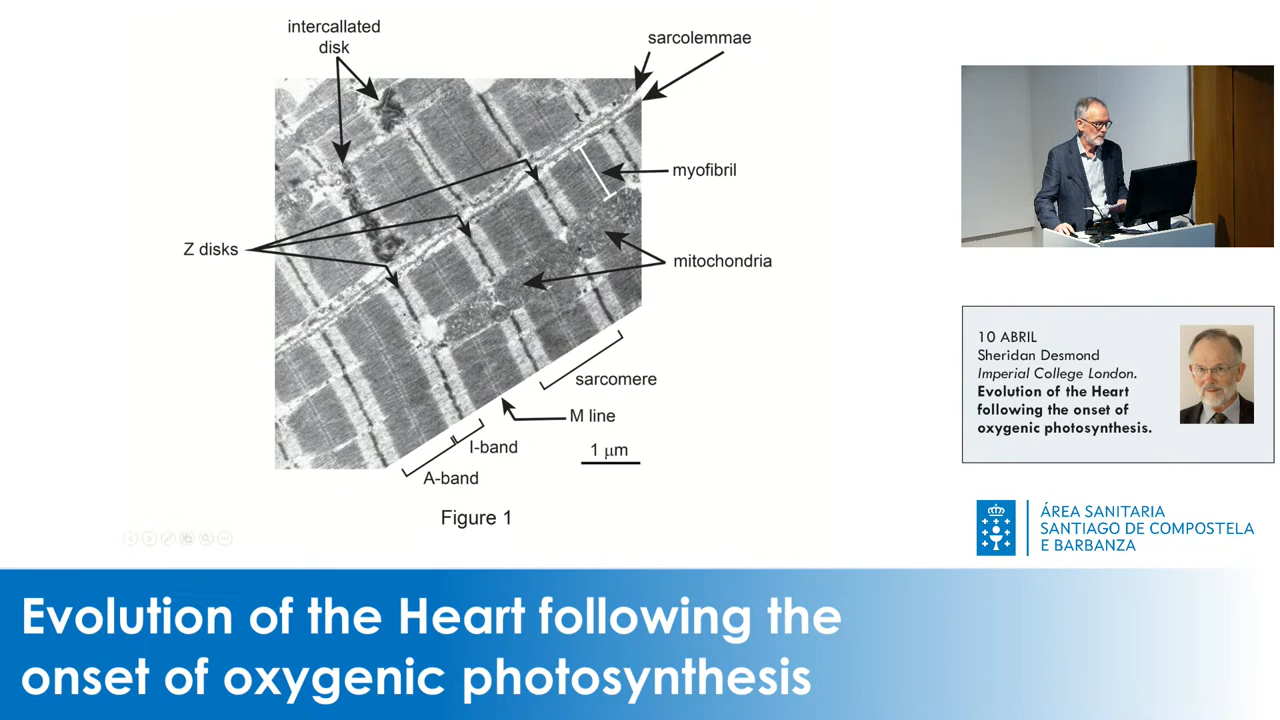 intercallated
disk
sarcolemmae
myofibril
Z disks
mitochondria
sarcomere
M line
I-band
1 µm
A-band
Figure 1
10 ABRIL
Sheridan Desmond
Imperial College London.
Evolution of the Heart
following the onset of
oxygenic photosynthesis.
ÁREA SANITARIA
SANTIAGO DE COMPOSTELA
E BARBANZA
Evolution of the Heart following the
onset of oxygenic photosynthesis